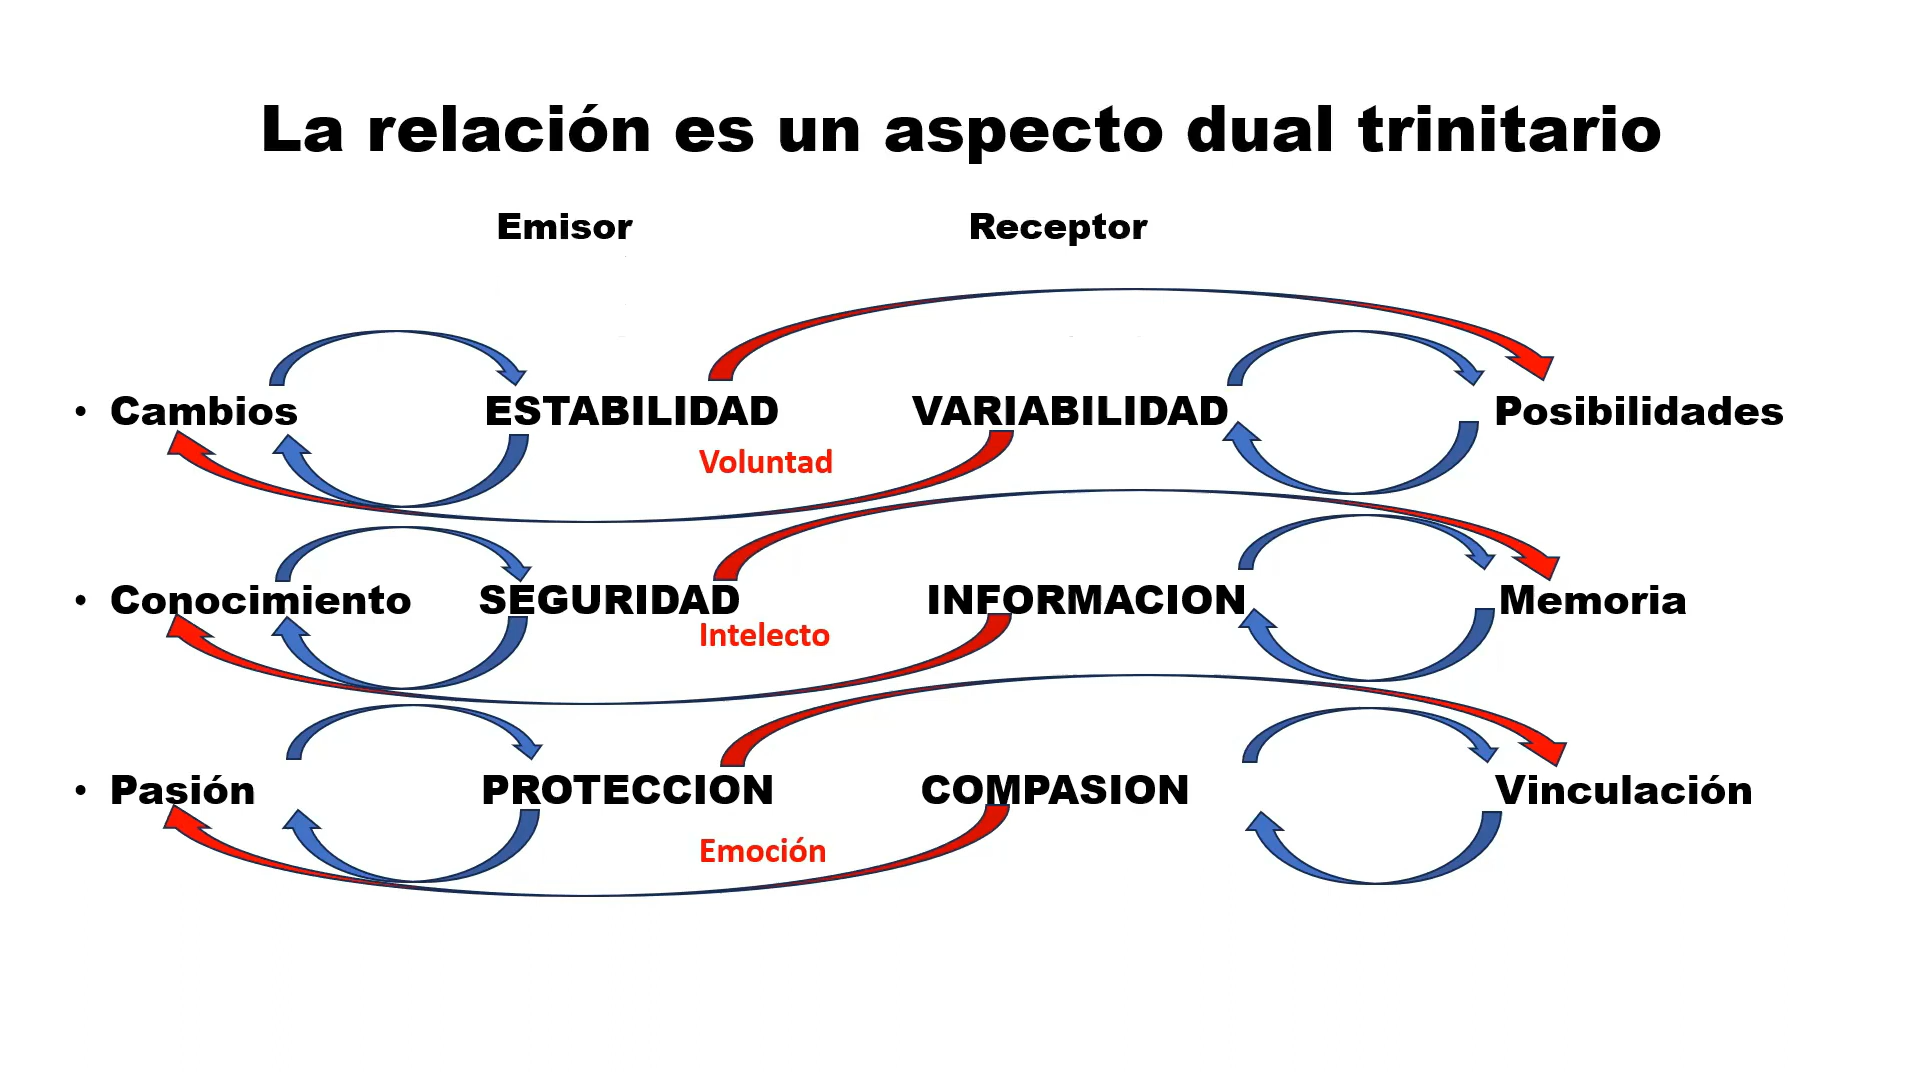 La relación es un aspecto dual trinitario
Emisor Receptor
• Cambios ESTABILIDAD VARIABILIDAD Posibilidades
Voluntad
• Conocimiento SEGURIDAD INFORMACION Memoria
Intelecto
• Pasión PROTECCION COMPASION Vinculación
Emoción